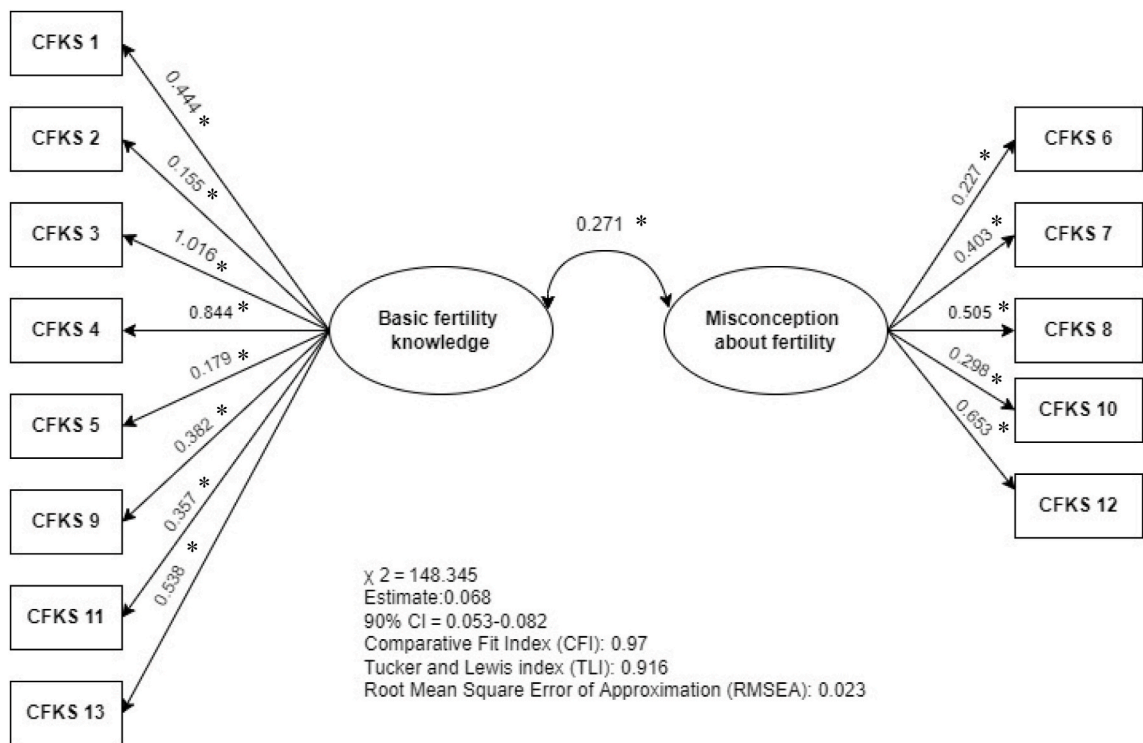 CFKS 1
0.444 *
CFKS 2
0.155 *
CFKS 3
1.016 *
CFKS 4
0.844 *
CFKS 5
0.179 *
CFKS 9
0.382 *
CFKS 11
0.357 *
CFKS 13
0.538 *
Basic fertility
knowledge
0.271 *
Misconception
about fertility
CFKS 6
0.227 *
CFKS 7
0.403 *
CFKS 8
0.505 *
CFKS 10
0.298 *
CFKS 12
0.653 *
χ 2 = 148.345
Estimate:0.068
90% CI = 0.053-0.082
Comparative Fit Index (CFI): 0.97
Tucker and Lewis index (TLI): 0.916
Root Mean Square Error of Approximation (RMSEA): 0.023